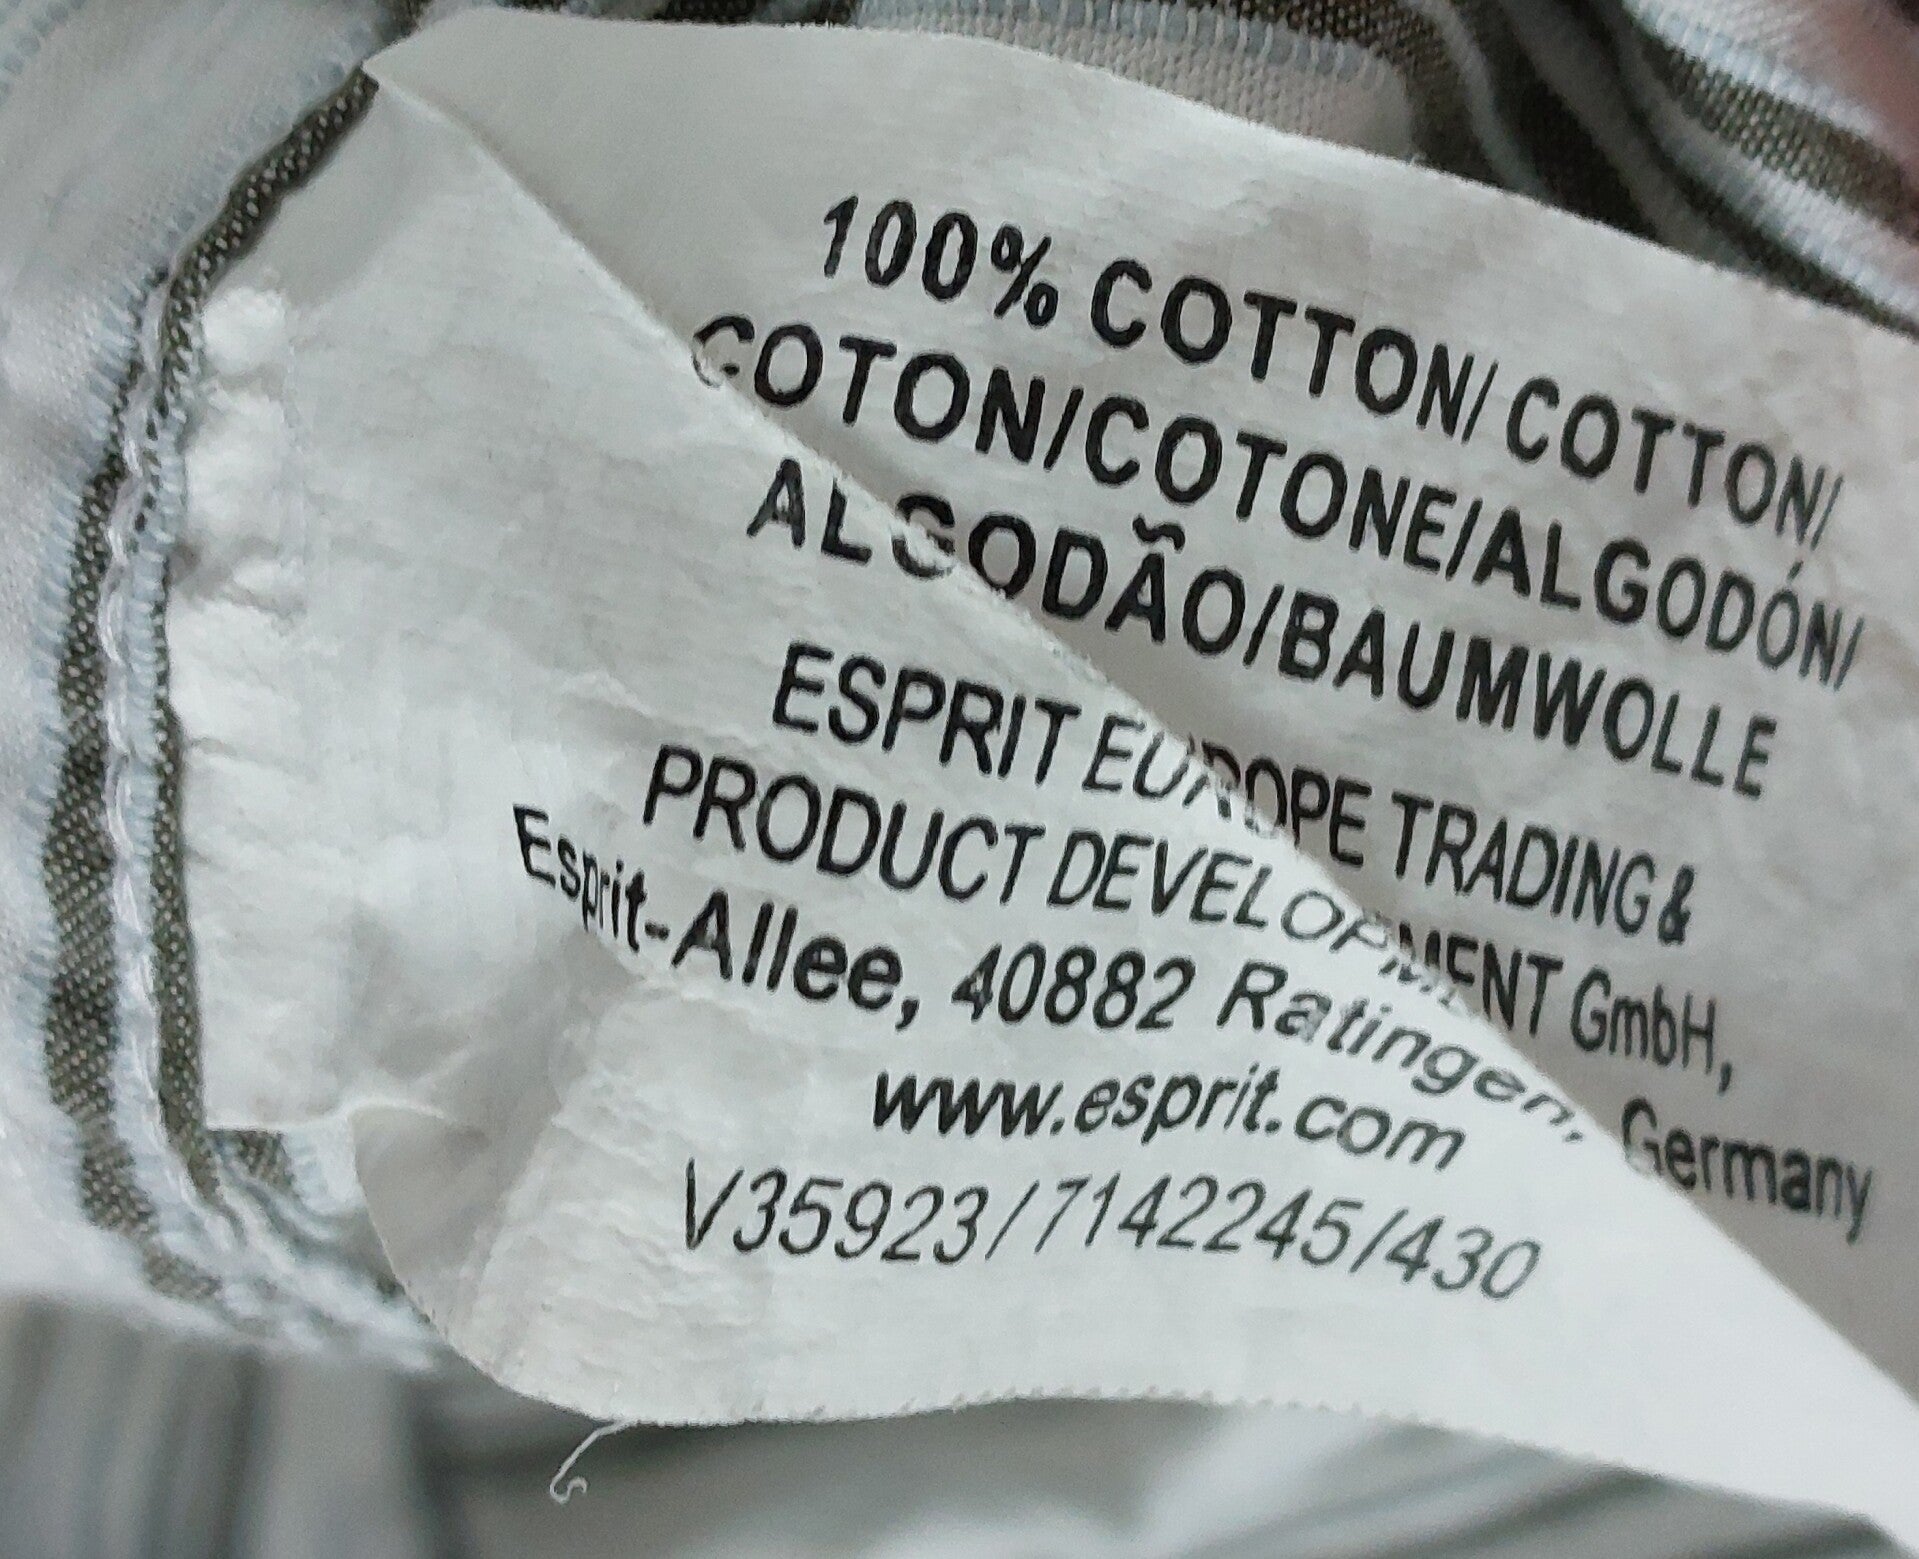 100% COTTON/ COTTON/
COTON/COTONE/ALGODÓN/
ALGODÃO/BAUMWOLLE
ESPRIT EUROPE TRADING &
PRODUCT DEVELOPMENT GmbH,
Esprit-Allee, 40882 Ratingen, Germany
www.esprit.com
V35923/7142245/430